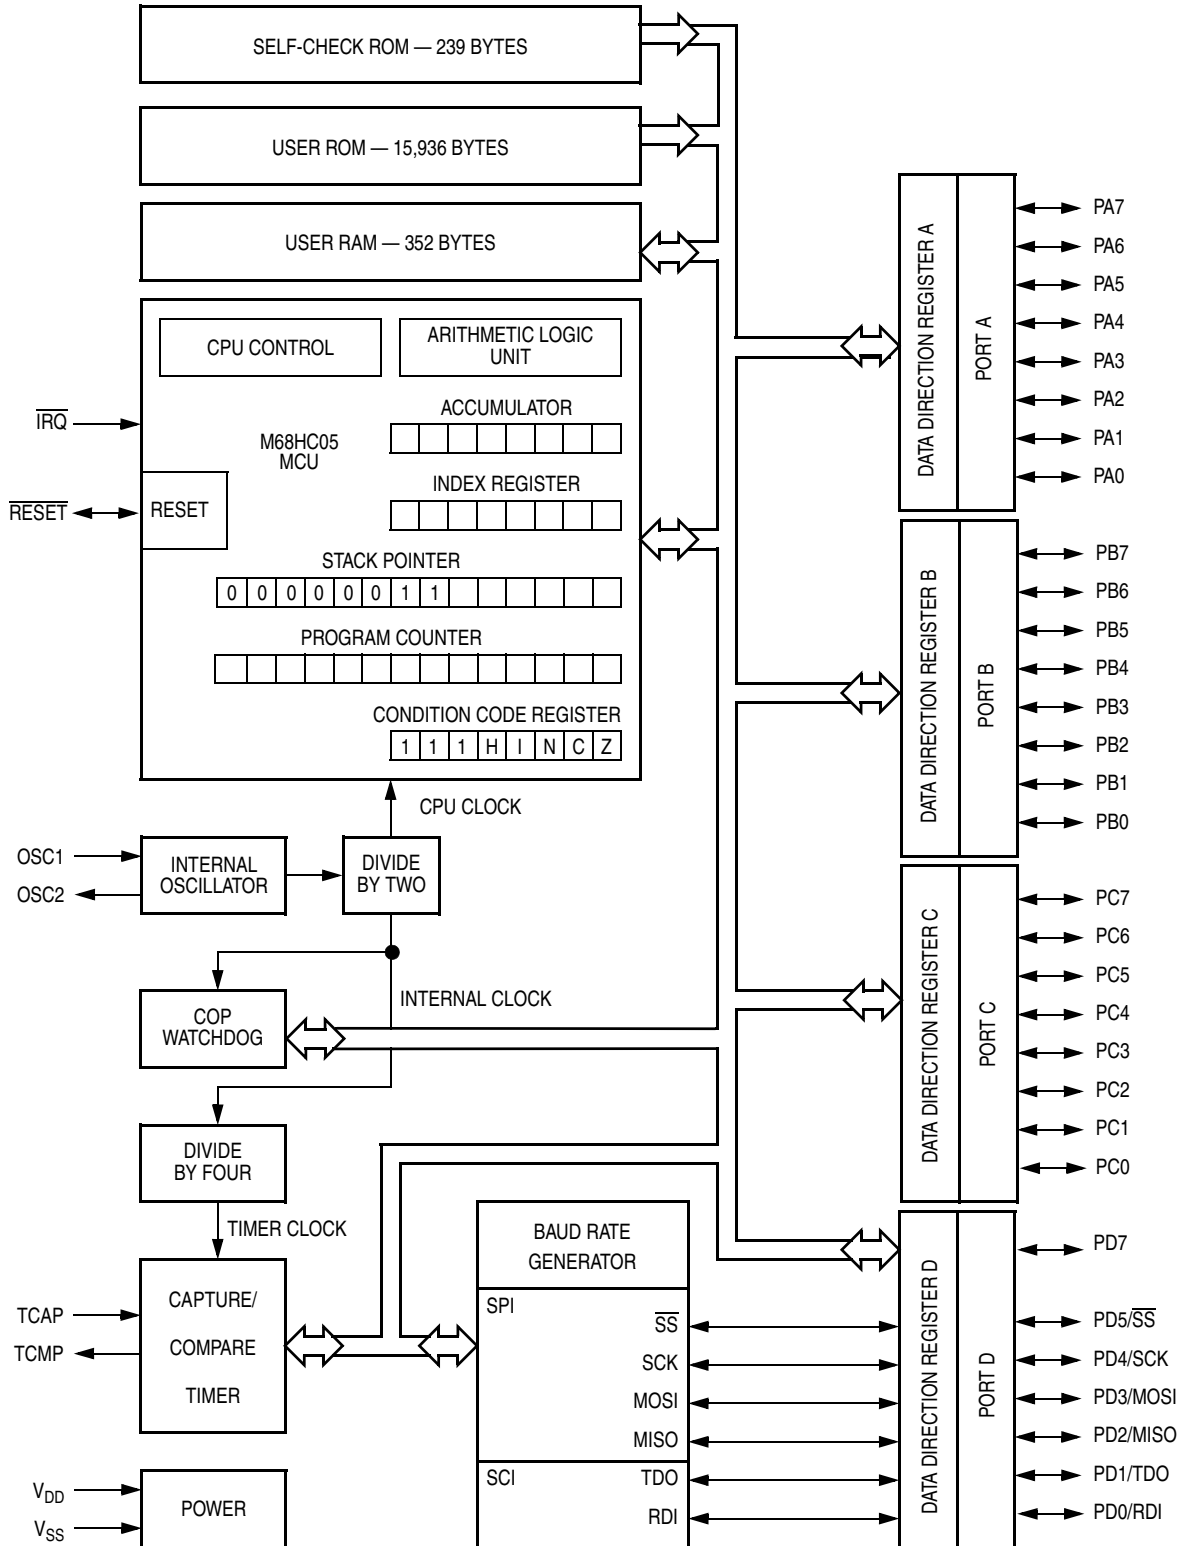 SELF-CHECK ROM — 239 BYTES
USER ROM — 15,936 BYTES
USER RAM — 352 BYTES
CPU CONTROL
ARITHMETIC LOGIC
UNIT
ACCUMULATOR
M68HC05
MCU
IRQ
INDEX REGISTER
RESET
RESET
STACK POINTER
0 0 0 0 0 0 1 1
PROGRAM COUNTER
CONDITION CODE REGISTER
1 1 1 H I N C Z
CPU CLOCK
OSC1
OSC2
INTERNAL
OSCILLATOR
DIVIDE
BY TWO
INTERNAL CLOCK
COP
WATCHDOG
DIVIDE
BY FOUR
TIMER CLOCK
TCAP
TCMP
CAPTURE/
COMPARE
TIMER
VDD
VSS
POWER
BAUD RATE
GENERATOR
SPI
SS
SCK
MOSI
MISO
SCI
TDO
RDI
DATA DIRECTION REGISTER A
PORT A
PA7
PA6
PA5
PA4
PA3
PA2
PA1
PA0
DATA DIRECTION REGISTER B
PORT B
PB7
PB6
PB5
PB4
PB3
PB2
PB1
PB0
DATA DIRECTION REGISTER C
PORT C
PC7
PC6
PC5
PC4
PC3
PC2
PC1
PC0
DATA DIRECTION REGISTER D
PORT D
PD7
PD5/SS
PD4/SCK
PD3/MOSI
PD2/MISO
PD1/TDO
PD0/RDI